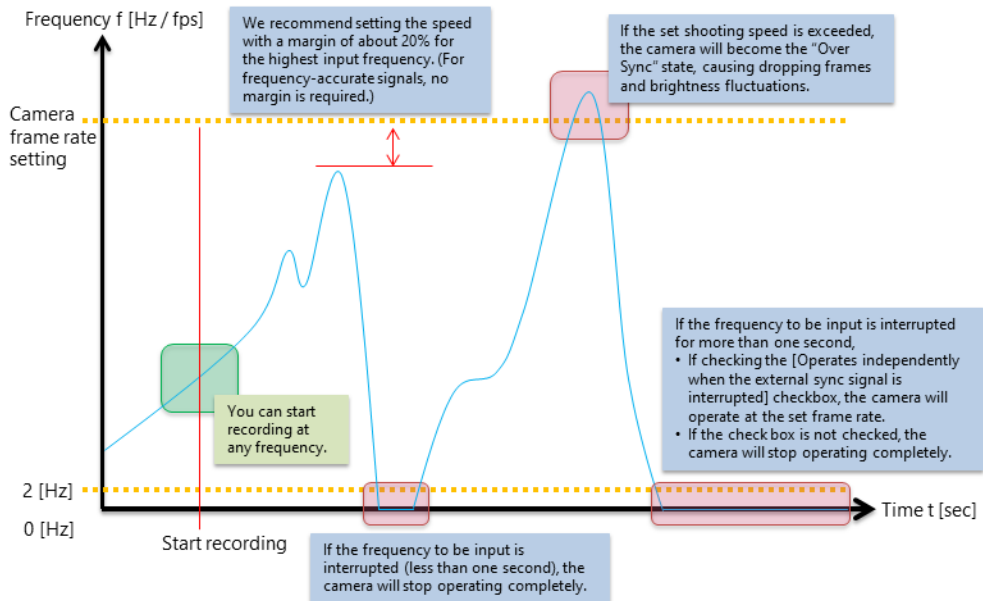 Frequency f [Hz / fps]
We recommend setting the speed
with a margin of about 20% for
the highest input frequency. (For
frequency-accurate signals, no
margin is required.)
If the set shooting speed is exceeded,
the camera will become the “Over
Sync“ state, causing dropping frames
and brightness fluctuations.
Camera
frame rate
setting
If the frequency to be input is interrupted
for more than one second,
• If checking the [Operates independently
when the external sync signal is
interrupted] checkbox, the camera will
operate at the set frame rate.
• If the check box is not checked, the
camera will stop operating completely.
You can start
recording at
any frequency.
2 [Hz]
0 [Hz]
Time t [sec]
Start recording
If the frequency to be input is
interrupted (less than one second), the
camera will stop operating completely.